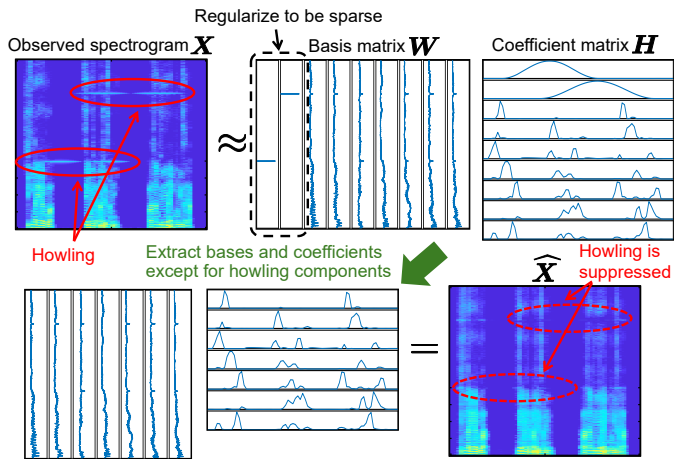 Regularize to be sparse
Observed spectrogram X
Basis matrix W
Coefficient matrix H
≈
Howling
Extract bases and coefficients
except for howling components
Howling is
suppressed
X̂
=